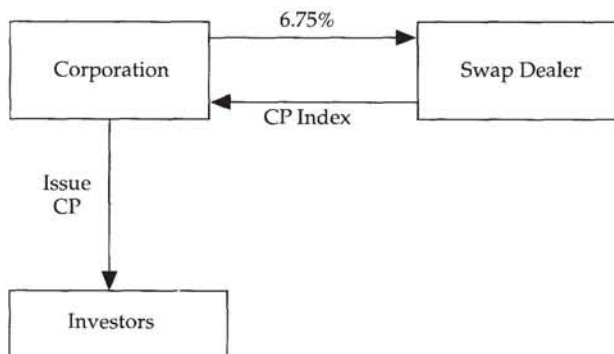 6.75%
Corporation
Swap Dealer
CP Index
Issue
CP
Investors